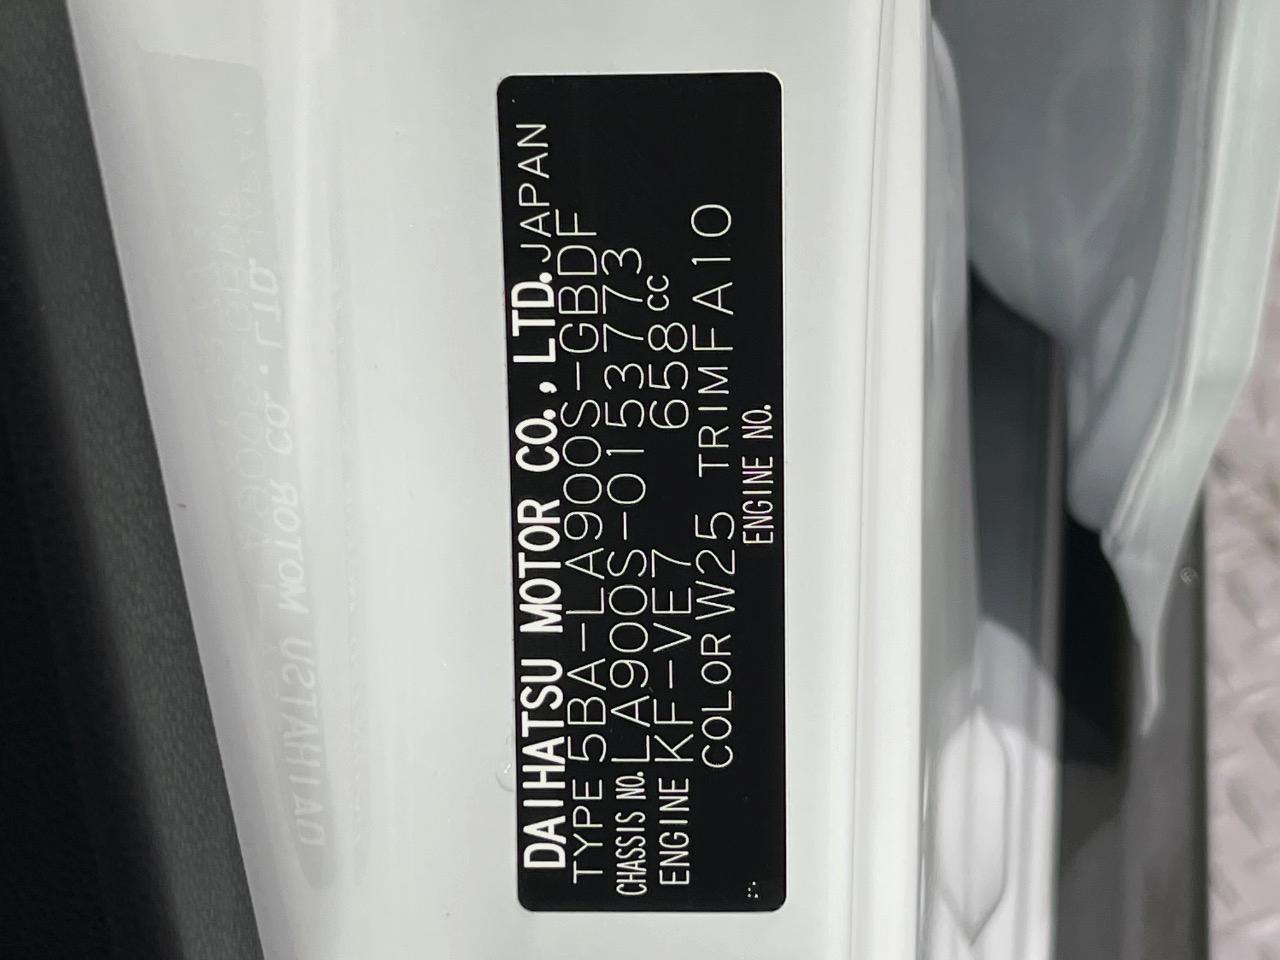 DAIHATSU MOTOR CO., LTD. JAPAN
TYPE 5BA-LA900S-GBDF
CHASSIS NO. LA900S-0153773
ENGINE KF-VE7 658cc
COLOR W25 TRIM FA10
ENGINE NO.